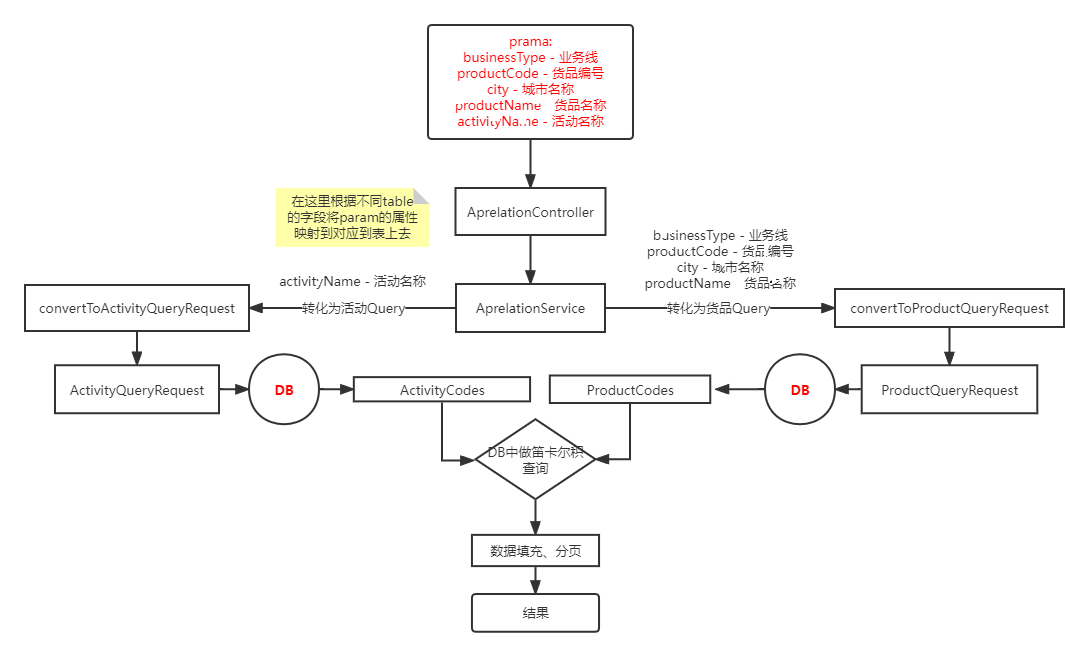 prama:
businessType - 业务线
productCode - 货品编号
city - 城市名称
productName - 货品名称
activityName - 活动名称
在这里根据不同table
的字段将param的属性
映射到对应到表上去
AprelationController
businessType - 业务线
productCode - 货品编号
city - 城市名称
productName - 货品名称
activityName - 活动名称
convertToActivityQueryRequest
转化为活动Query
AprelationService
转化为货品Query
convertToProductQueryRequest
ActivityQueryRequest
DB
ActivityCodes
ProductCodes
DB
ProductQueryRequest
DB中做笛卡尔积
查询
数据填充、分页
结果